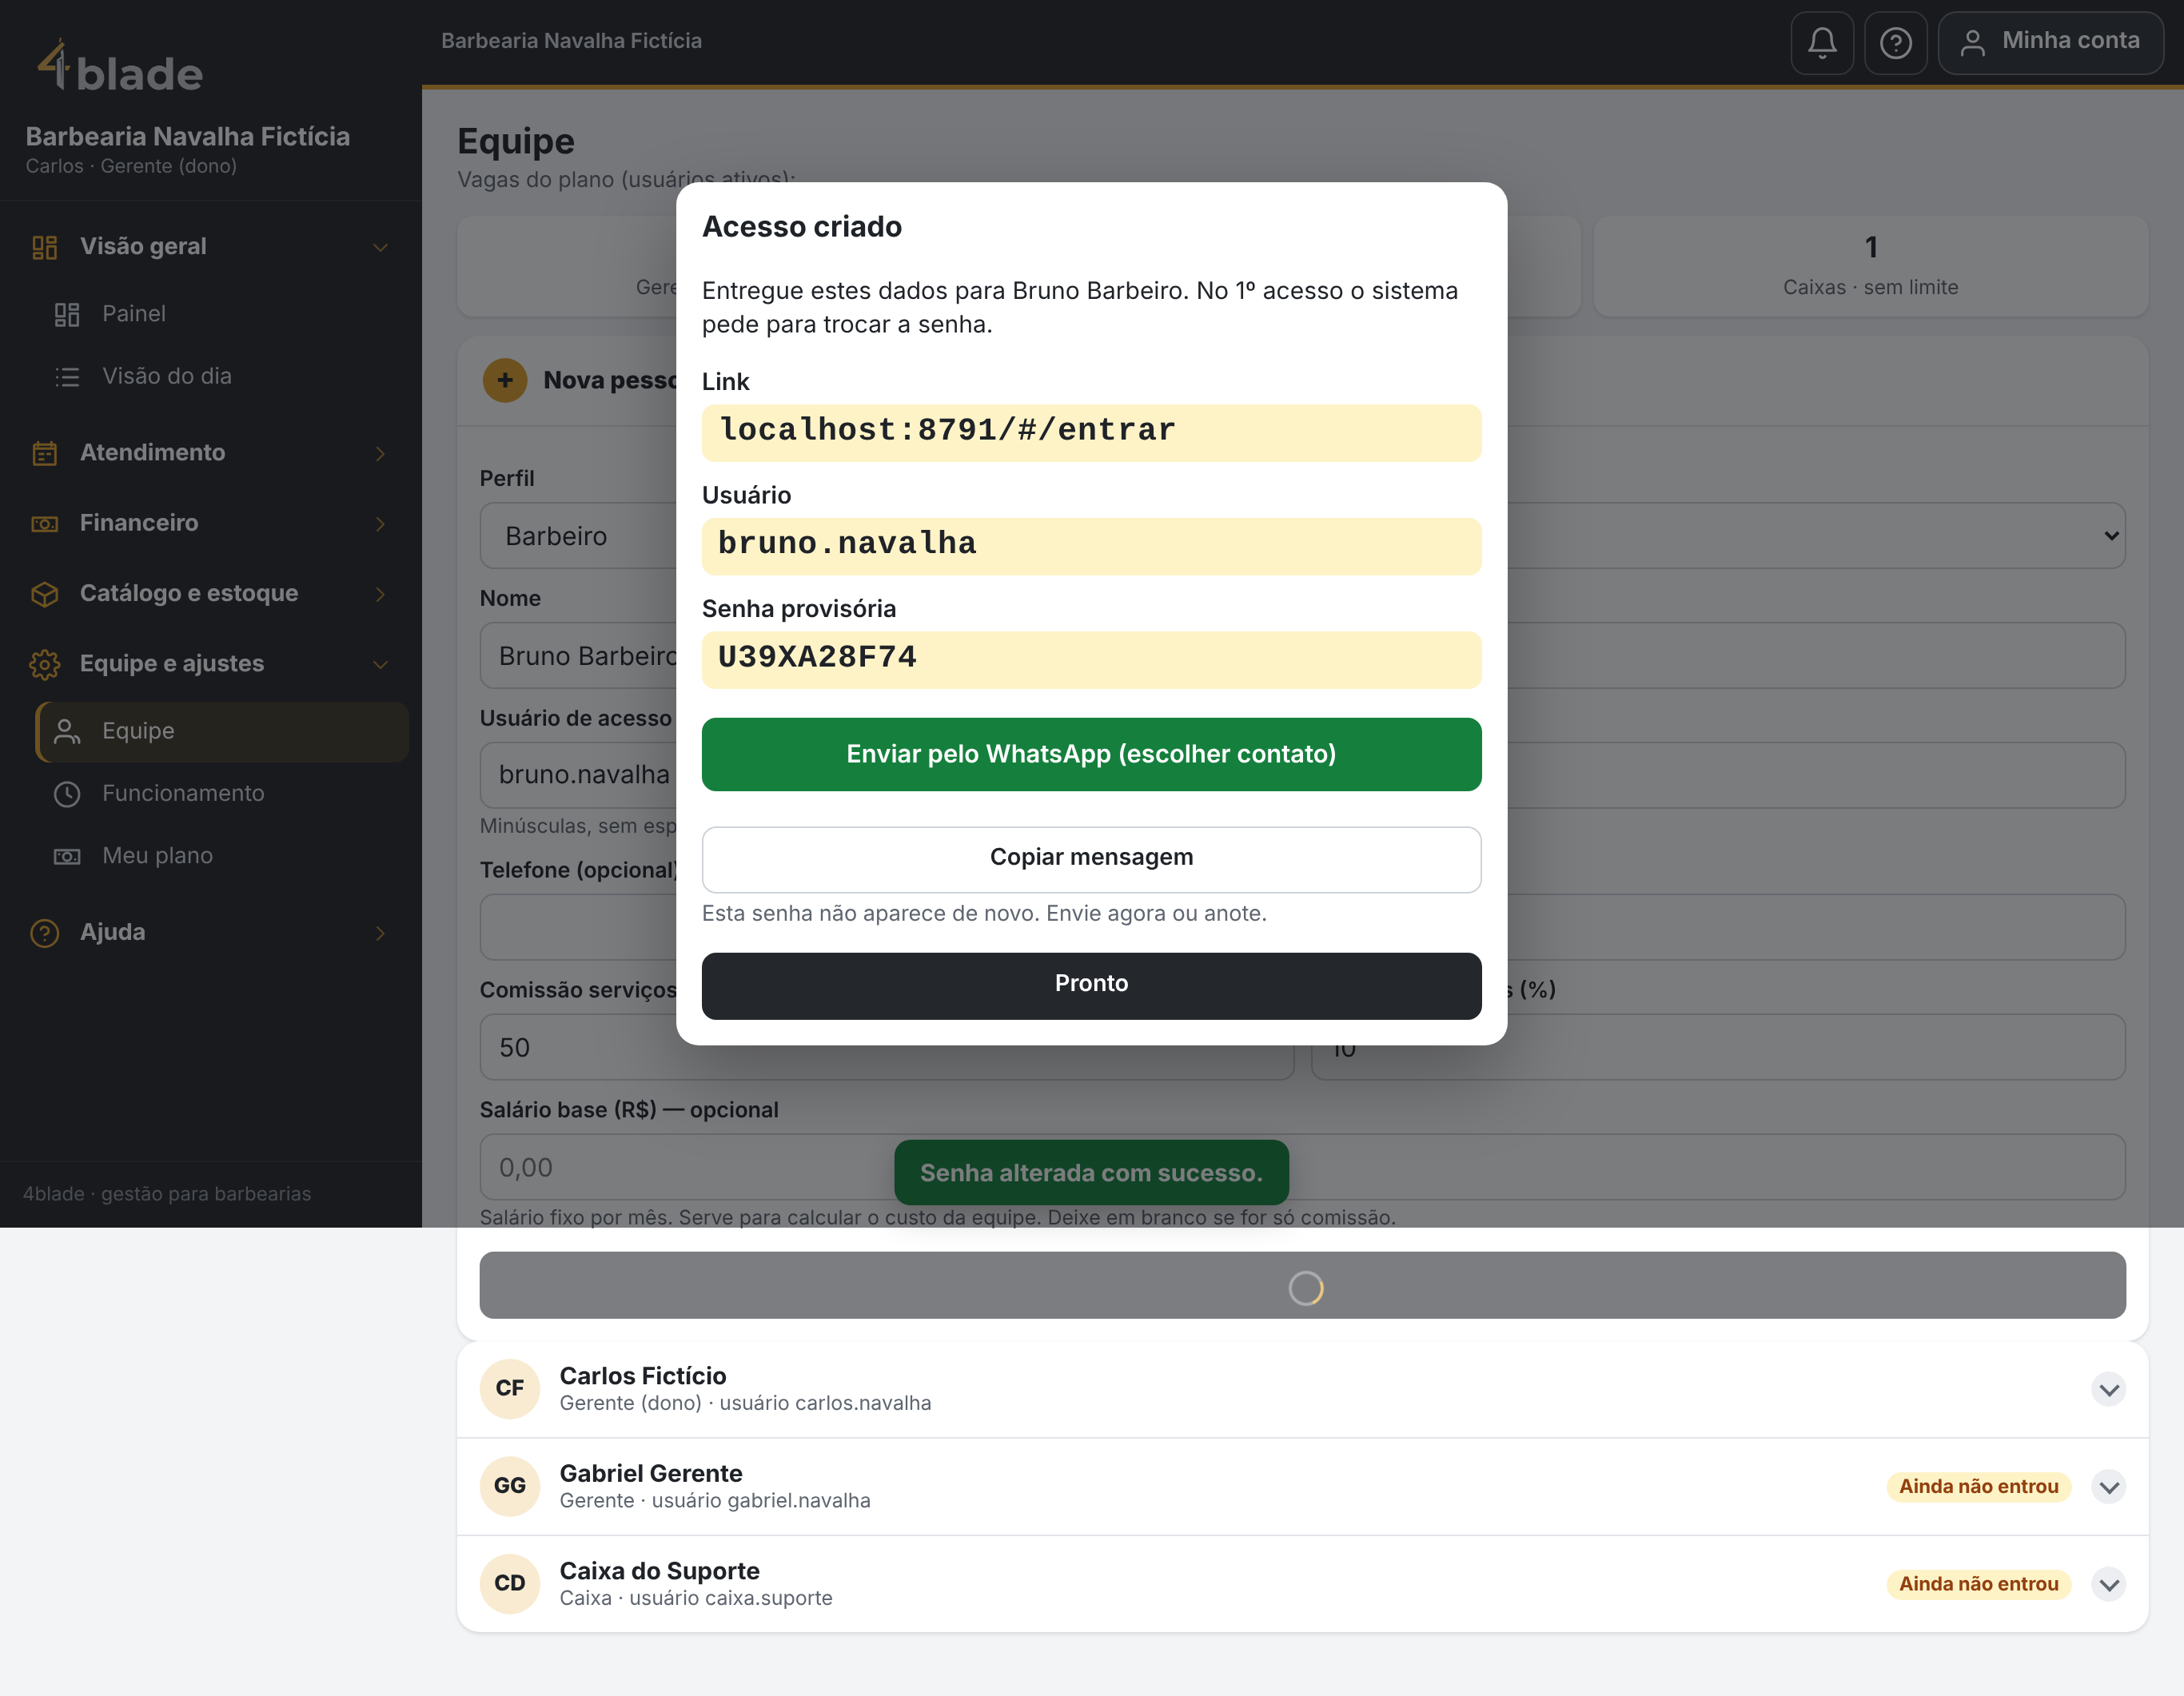 4blade
Barbearia Navalha Fictícia
Carlos · Gerente (dono)
Visão geral
Painel
Visão do dia
Atendimento
Financeiro
Catálogo e estoque
Equipe e ajustes
Equipe
Funcionamento
Meu plano
Ajuda
4blade · gestão para barbearias
Barbearia Navalha Fictícia
Minha conta
Equipe
Vagas do plano (usuários ativos):
1
Caixas · sem limite
Perfil
Barbeiro
Nome
Bruno Barbeiro
Usuário de acesso
bruno.navalha
Minúsculas, sem
Telefone (opcional)
Comissão serviços
(%)
50
10
Salário base (R$) — opcional
0,00
Senha alterada com sucesso.
Salário fixo por mês. Serve para calcular o custo da equipe. Deixe em branco se for só comissão.
Acesso criado
Entregue estes dados para Bruno Barbeiro. No 1º acesso o sistema
pede para trocar a senha.
Link
localhost:8791/#/entrar
Usuário
bruno.navalha
Senha provisória
U39XA28F74
Enviar pelo WhatsApp (escolher contato)
Copiar mensagem
Esta senha não aparece de novo. Envie agora ou anote.
Pronto
CF
Carlos Fictício
Gerente (dono) · usuário carlos.navalha
GG
Gabriel Gerente
Gerente · usuário gabriel.navalha
Ainda não entrou
CD
Caixa do Suporte
Caixa · usuário caixa.suporte
Ainda não entrou